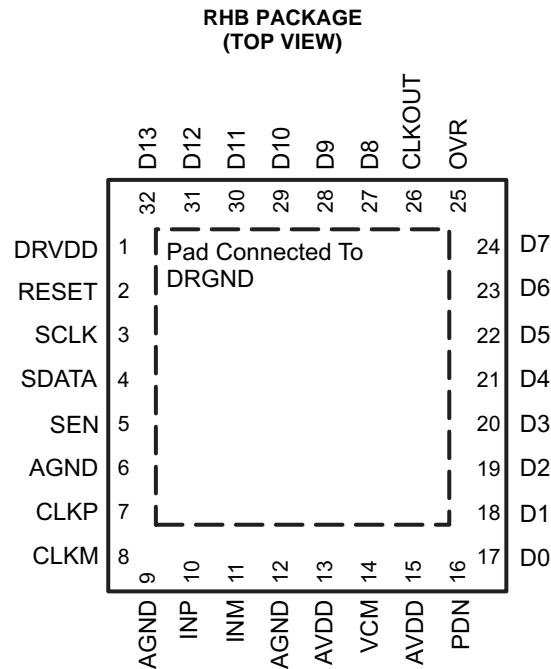 RHB PACKAGE
(TOP VIEW)
D13
D12
D11
D10
D9
D8
CLKOUT
OVR
32
31
30
29
28
27
26
25
DRVDD 1
RESET 2
SCLK 3
SDATA 4
SEN 5
AGND 6
CLKP 7
CLKM 8
Pad Connected To
DRGND
24 D7
23 D6
22 D5
21 D4
20 D3
19 D2
18 D1
17 D0
9
10
11
12
13
14
15
16
AGND
INP
INM
AGND
AVDD
VCM
AVDD
PDN